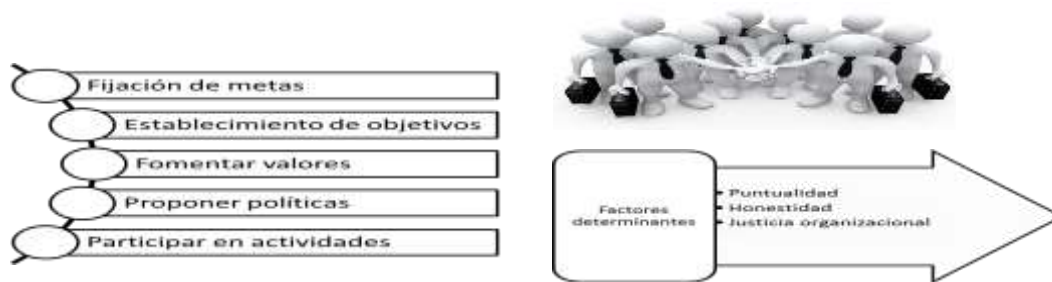 Fijación de metas
Establecimiento de objetivos
Fomentar valores
Proponer políticas
Participar en actividades
Factores
determinantes
• Puntualidad
• Honestidad
• Justicia organizacional